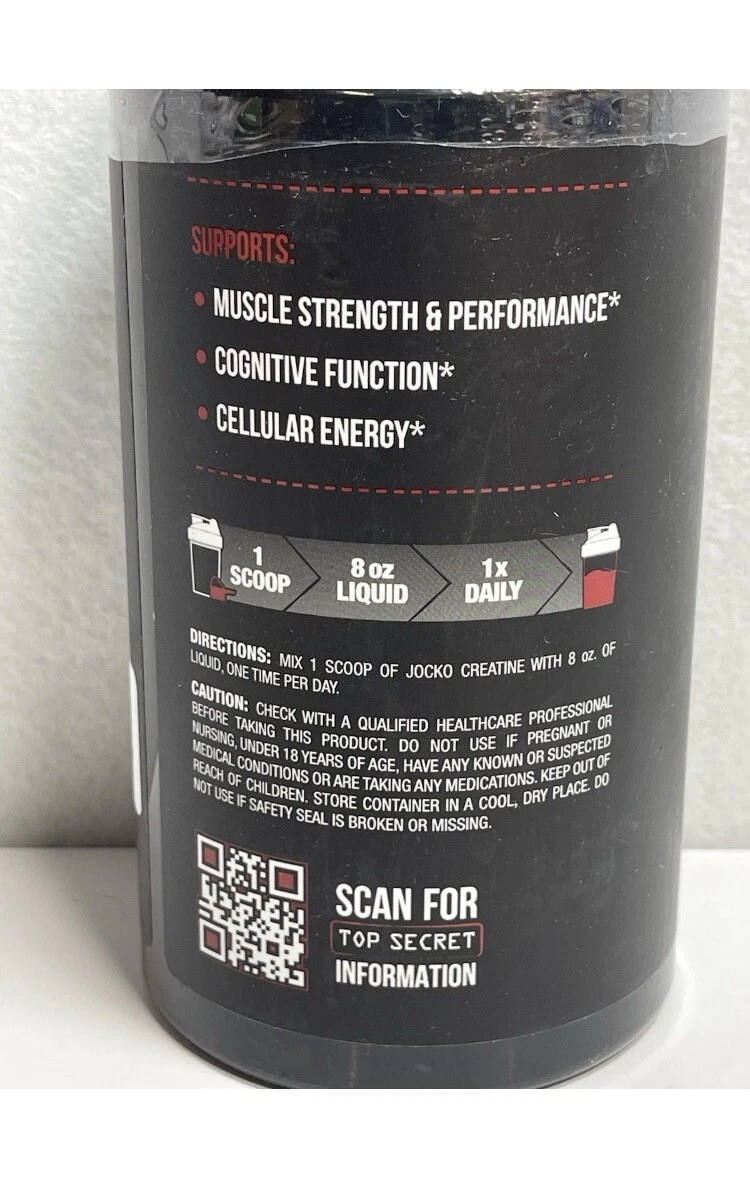 SUPPORTS:
• MUSCLE STRENGTH & PERFORMANCE*
• COGNITIVE FUNCTION*
• CELLULAR ENERGY*
1 SCOOP
8 oz LIQUID
1x DAILY
DIRECTIONS: MIX 1 SCOOP OF JOCKO CREATINE WITH 8 oz. OF
LIQUID, ONE TIME PER DAY.
CAUTION: CHECK WITH A QUALIFIED HEALTHCARE PROFESSIONAL
BEFORE TAKING THIS PRODUCT. DO NOT USE IF PREGNANT OR
NURSING, UNDER 18 YEARS OF AGE, HAVE ANY KNOWN OR SUSPECTED
MEDICAL CONDITIONS OR ARE TAKING ANY MEDICATIONS. KEEP OUT OF
REACH OF CHILDREN. STORE CONTAINER IN A COOL, DRY PLACE. DO
NOT USE IF SAFETY SEAL IS BROKEN OR MISSING.
SCAN FOR
TOP SECRET
INFORMATION